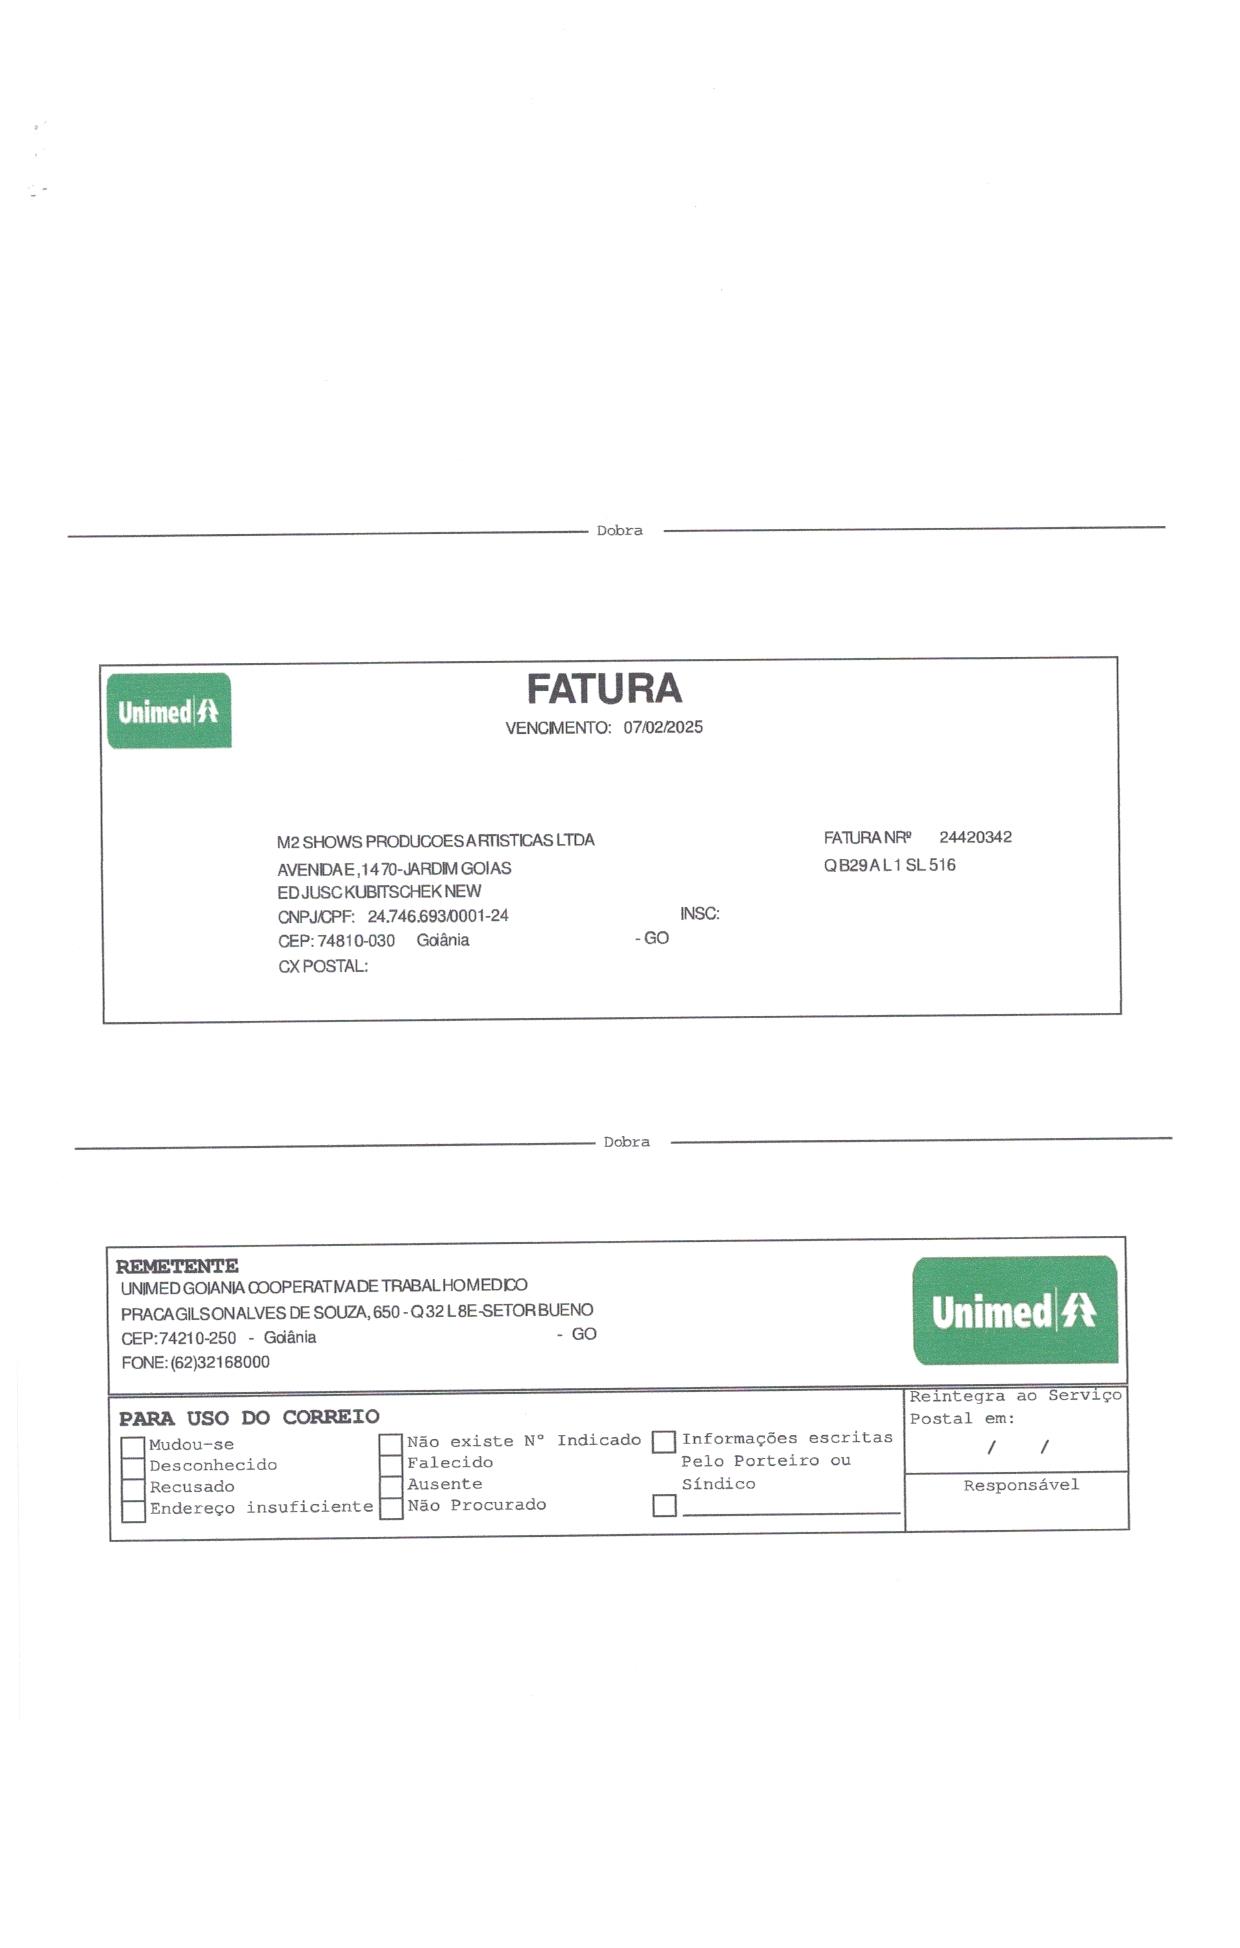 Dobra
Unimed
FATURA
VENCIMENTO: 07/02/2025
M2 SHOWS PRODUCOES ARTISTICAS LTDA
FATURA NRº 24420342
AVENIDA E, 1470-JARDIM GOIAS
Q B29A L 1 SL 516
ED JUSC KUBITSCHEK NEW
CNPJ/CPF: 24.746.693/0001-24 INSC:
CEP: 74810-030 Goiânia - GO
CX POSTAL:
Dobra
REMETENTE
UNIMED GOIANIA COOPERATIVA DE TRABALHO MEDICO
PRACA GILSON ALVES DE SOUZA, 650 - Q 32 L 8E-SETOR BUENO
CEP:74210-250 - Goiânia - GO
FONE: (62)32168000
Unimed
PARA USO DO CORREIO
Mudou-se
Desconhecido
Recusado
Endereço insuficiente
Não existe N° Indicado
Falecido
Ausente
Não Procurado
Informações escritas
Pelo Porteiro ou
Síndico
Reintegra ao Serviço
Postal em:
/ /
Responsável